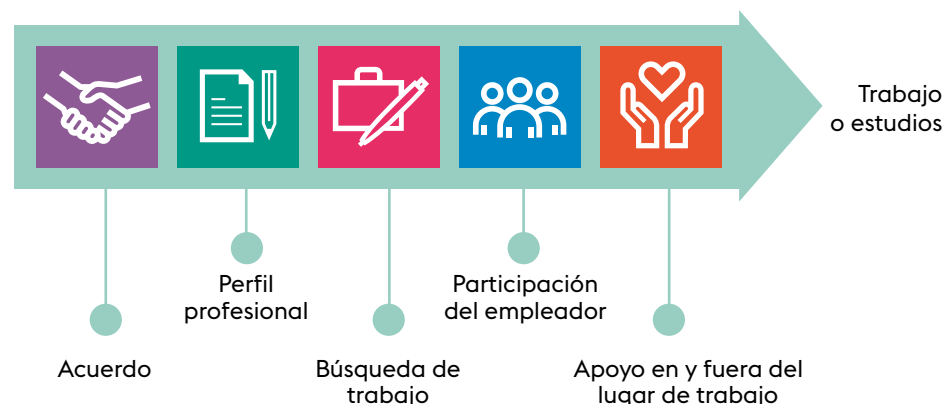 Trabajo
o estudios
Perfil
profesional
Participación
del empleador
Acuerdo
Búsqueda de
trabajo
Apoyo en y fuera del
lugar de trabajo